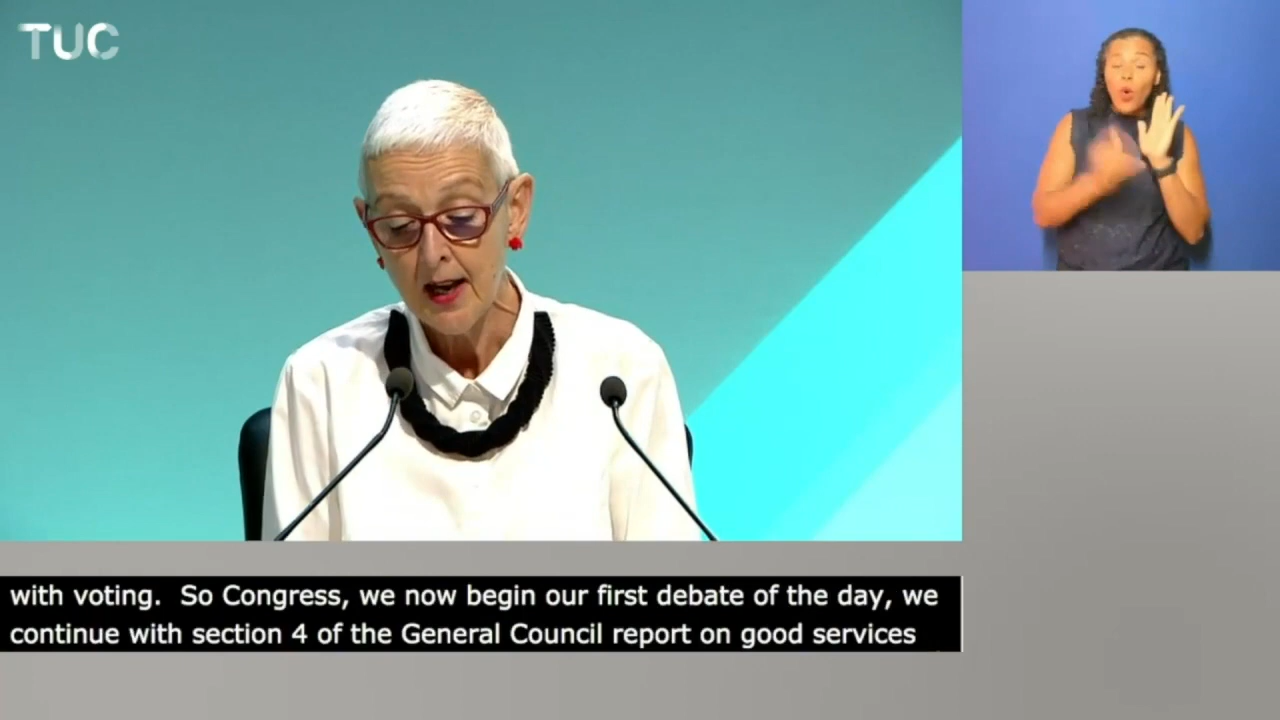 TUC
with voting.  So Congress, we now begin our first debate of the day, we
continue with section 4 of the General Council report on good services